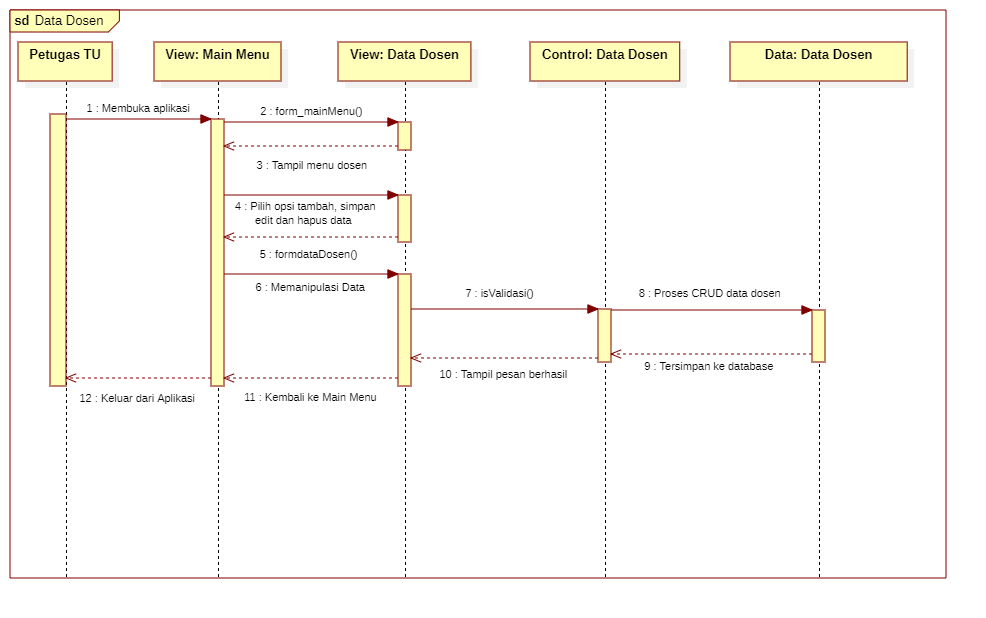 sd Data Dosen
Petugas TU
View: Main Menu
View: Data Dosen
Control: Data Dosen
Data: Data Dosen
1 : Membuka aplikasi
2 : form_mainMenu()
3 : Tampil menu dosen
4 : Pilih opsi tambah, simpan
edit dan hapus data
5 : formdataDosen()
6 : Memanipulasi Data
7 : isValidasi()
8 : Proses CRUD data dosen
9 : Tersimpan ke database
10 : Tampil pesan berhasil
11 : Kembali ke Main Menu
12 : Keluar dari Aplikasi